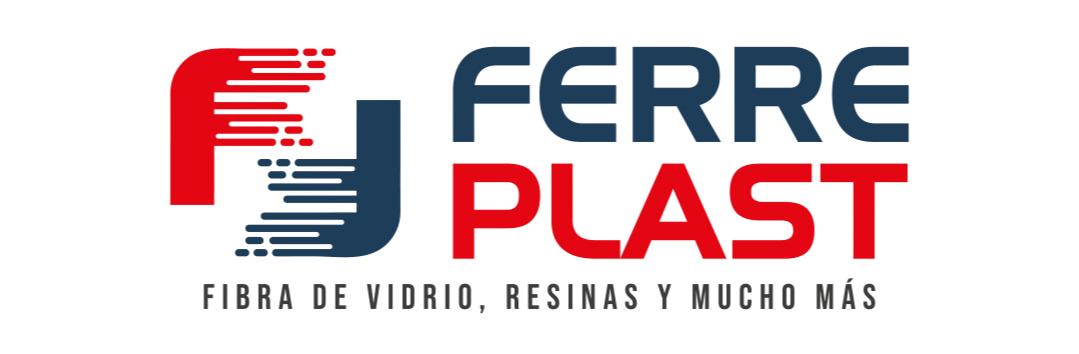 FERRE
PLAST
FIBRA DE VIDRIO, RESINAS Y MUCHO MÁS